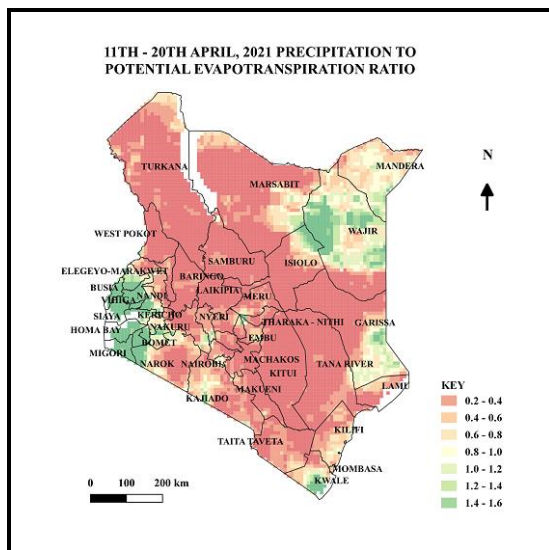 11TH - 20TH APRIL, 2021 PRECIPITATION TO
POTENTIAL EVAPOTRANSPIRATION RATIO
N
TURKANA
MANDERA
MARSABIT
WAJIR
WEST POKOT
SAMBURU
ISIOLO
ELEGEYO-MARAKWET
BARINGO
BUSIA
NANDI
LAIKIPIA
MERU
VIHIGA
SIAYA
KERICHO
NYERI
THARAKA - NITHI
GARISSA
HOMA BAY
NAKURU
EMBU
BOMET
MIGORI
NAROK
NAIROBI
MACHAKOS
TANA RIVER
KITUI
LAMU
KAJIADO
MAKUENI
KEY
0.2 - 0.4
0.4 - 0.6
0.6 - 0.8
0.8 - 1.0
1.0 - 1.2
1.2 - 1.4
1.4 - 1.6
KILIFI
TAITA TAVETA
MOMBASA
KWALE
0 100 200 km